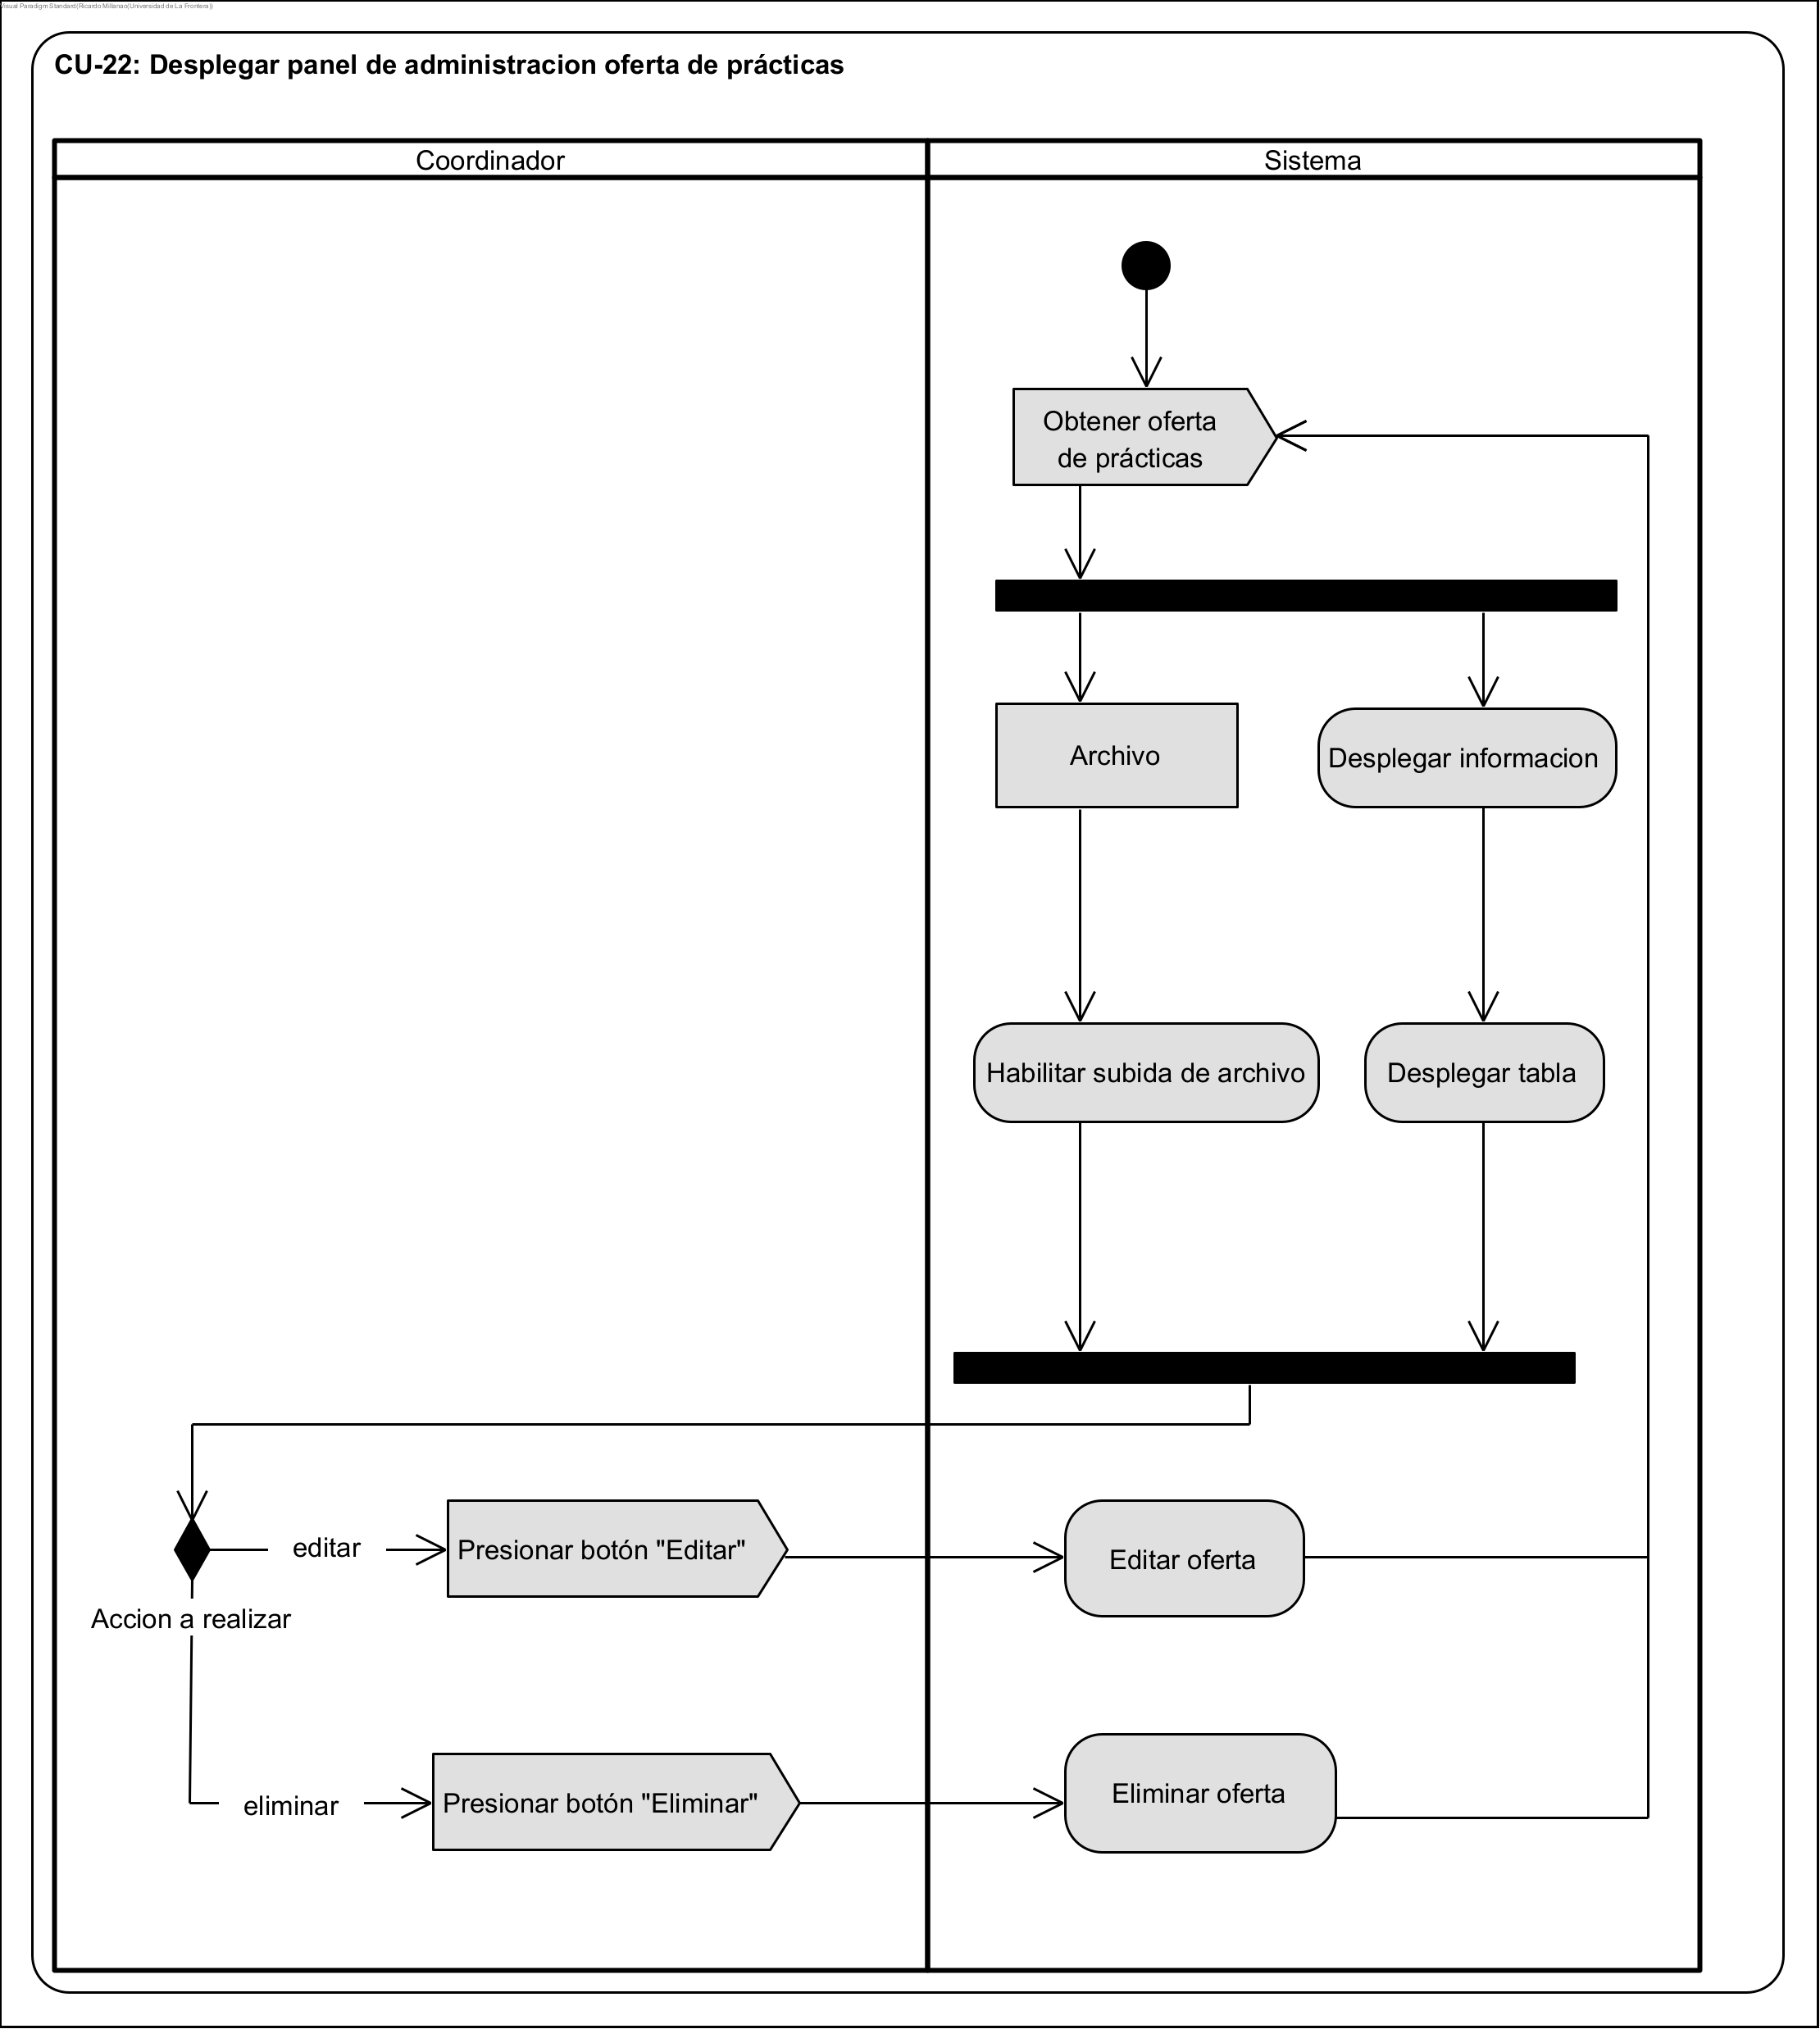 Visual Paradigm Standard(Ricardo Millanao(Universidad de La Frontera))
CU-22: Desplegar panel de administracion oferta de prácticas
Coordinador
Sistema
Obtener oferta
de prácticas
Archivo
Desplegar informacion
Habilitar subida de archivo
Desplegar tabla
editar
Presionar botón "Editar"
Editar oferta
Accion a realizar
eliminar
Presionar botón "Eliminar"
Eliminar oferta